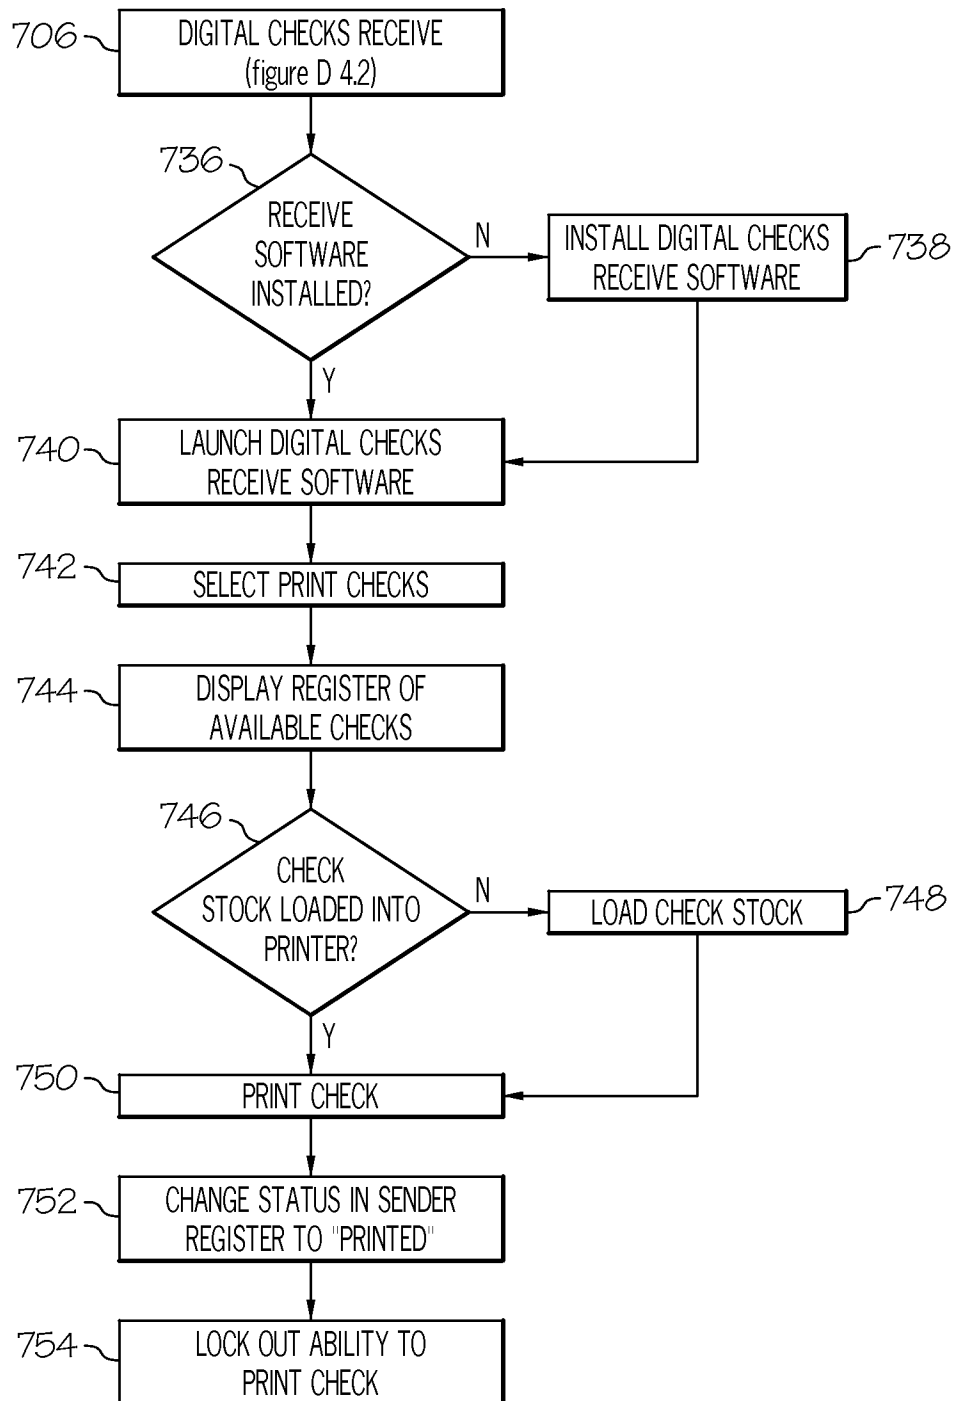 706
DIGITAL CHECKS RECEIVE
(figure D 4.2)
736
RECEIVE
SOFTWARE
INSTALLED?
N
INSTALL DIGITAL CHECKS
RECEIVE SOFTWARE
738
Y
740
LAUNCH DIGITAL CHECKS
RECEIVE SOFTWARE
742
SELECT PRINT CHECKS
744
DISPLAY REGISTER OF
AVAILABLE CHECKS
746
CHECK
STOCK LOADED INTO
PRINTER?
N
LOAD CHECK STOCK
748
Y
750
PRINT CHECK
752
CHANGE STATUS IN SENDER
REGISTER TO "PRINTED"
754
LOCK OUT ABILITY TO
PRINT CHECK